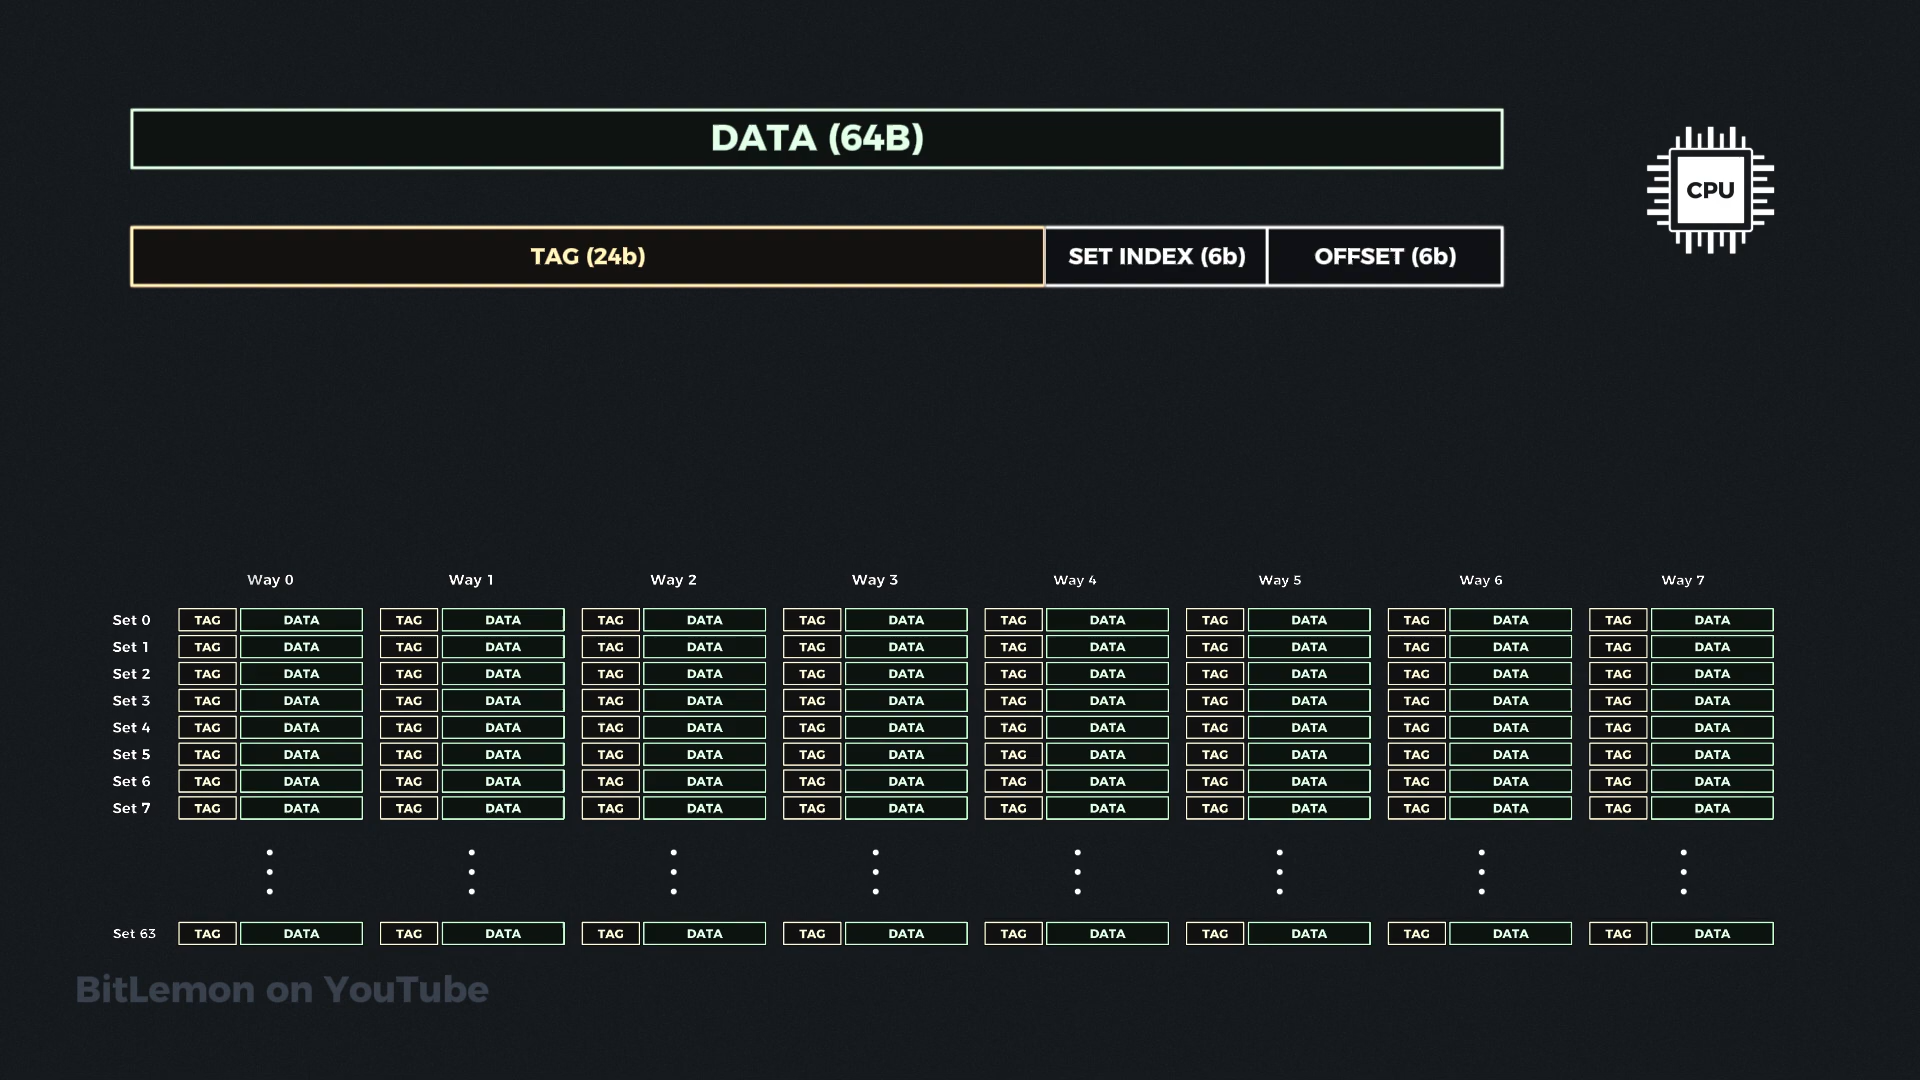 DATA (64B)
CPU
TAG (24b) SET INDEX (6b) OFFSET (6b)
Way 0 Way 1 Way 2 Way 3 Way 4 Way 5 Way 6 Way 7
Set 0 TAG DATA TAG DATA TAG DATA TAG DATA TAG DATA TAG DATA TAG DATA TAG DATA
Set 1 TAG DATA TAG DATA TAG DATA TAG DATA TAG DATA TAG DATA TAG DATA TAG DATA
Set 2 TAG DATA TAG DATA TAG DATA TAG DATA TAG DATA TAG DATA TAG DATA TAG DATA
Set 3 TAG DATA TAG DATA TAG DATA TAG DATA TAG DATA TAG DATA TAG DATA TAG DATA
Set 4 TAG DATA TAG DATA TAG DATA TAG DATA TAG DATA TAG DATA TAG DATA TAG DATA
Set 5 TAG DATA TAG DATA TAG DATA TAG DATA TAG DATA TAG DATA TAG DATA TAG DATA
Set 6 TAG DATA TAG DATA TAG DATA TAG DATA TAG DATA TAG DATA TAG DATA TAG DATA
Set 7 TAG DATA TAG DATA TAG DATA TAG DATA TAG DATA TAG DATA TAG DATA TAG DATA
Set 63 TAG DATA TAG DATA TAG DATA TAG DATA TAG DATA TAG DATA TAG DATA TAG DATA
BitLemon on YouTube